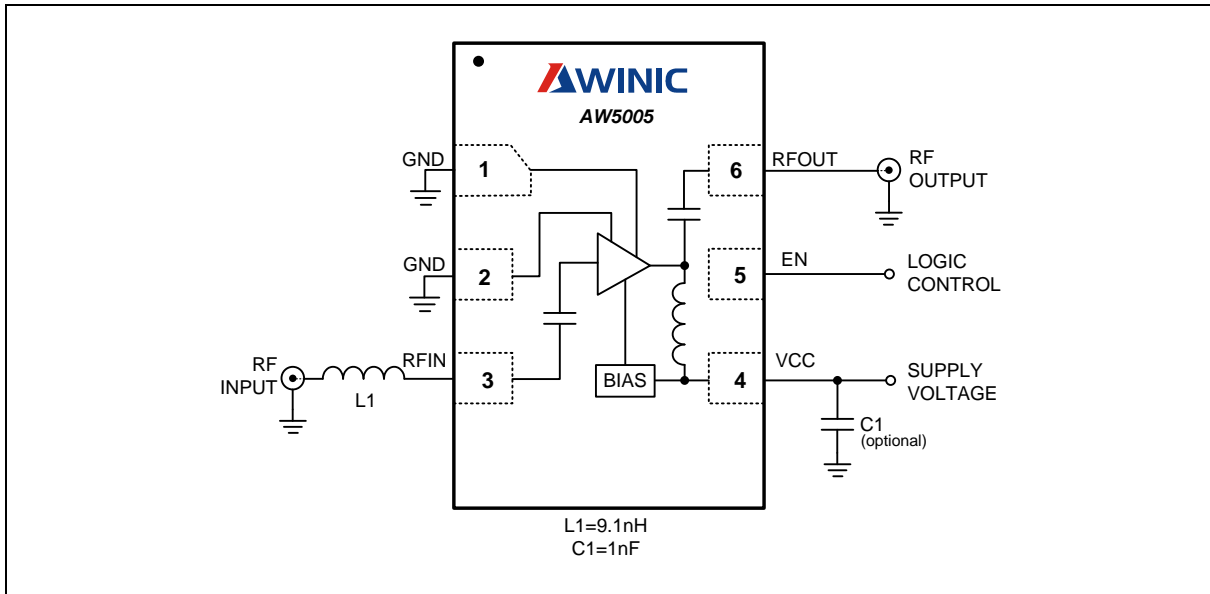 AWINIC
AW5005
GND
1
6
RFOUT
RF
OUTPUT
GND
2
5
EN
LOGIC
CONTROL
RF
INPUT
L1
RFIN
3
BIAS
4
VCC
SUPPLY
VOLTAGE
C1
(optional)
L1=9.1nH
C1=1nF